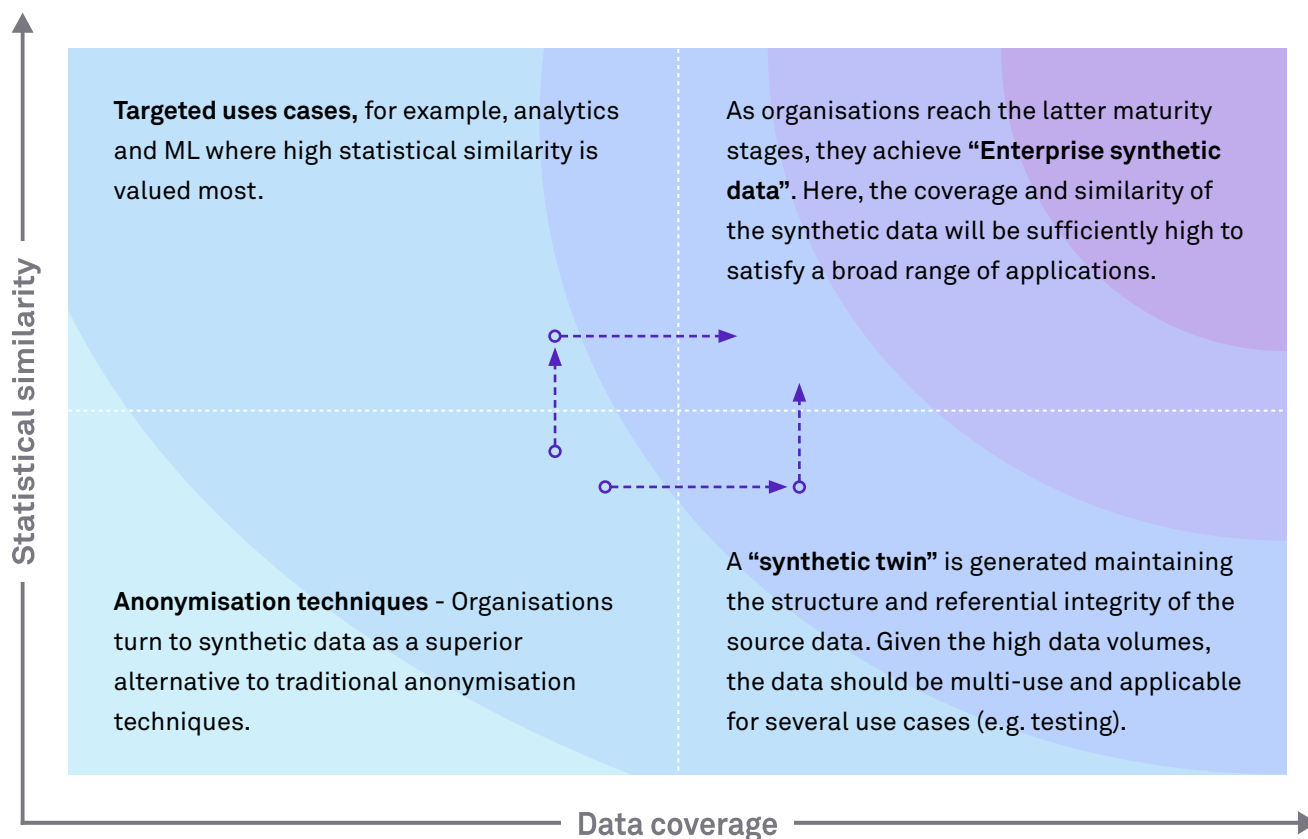 Statistical similarity
Targeted uses cases, for example, analytics
and ML where high statistical similarity is
valued most.
As organisations reach the latter maturity
stages, they achieve “Enterprise synthetic
data”. Here, the coverage and similarity of
the synthetic data will be sufficiently high to
satisfy a broad range of applications.
Anonymisation techniques - Organisations
turn to synthetic data as a superior
alternative to traditional anonymisation
techniques.
A “synthetic twin” is generated maintaining
the structure and referential integrity of the
source data. Given the high data volumes,
the data should be multi-use and applicable
for several use cases (e.g. testing).
Data coverage